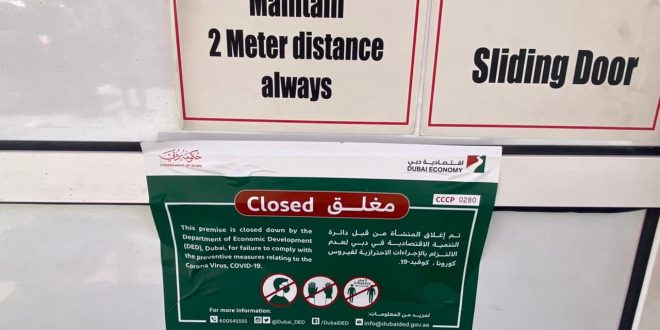 Maintain
2 Meter distance
always
Sliding Door
حكومة دبي
GOVERNMENT OF DUBAI
اقتصادية دبي
DUBAI ECONOMY
Closed مغلق
CCCP 0280
This premise is closed down by the
Department of Economic Development
(DED), Dubai, for failure to comply with
the preventive measures relating to the
Corona Virus, COVID-19.
تم إغلاق المنشأة من قبل دائرة
التنمية الاقتصادية في دبي لعدم
الالتزام بالإجراءات الاحترازية لفيروس
كورونا ، كوفيد-19.
For more information:
لمزيد من المعلومات:
600545555 @Dubai_DED /DubaiDED info@dubaided.gov.ae